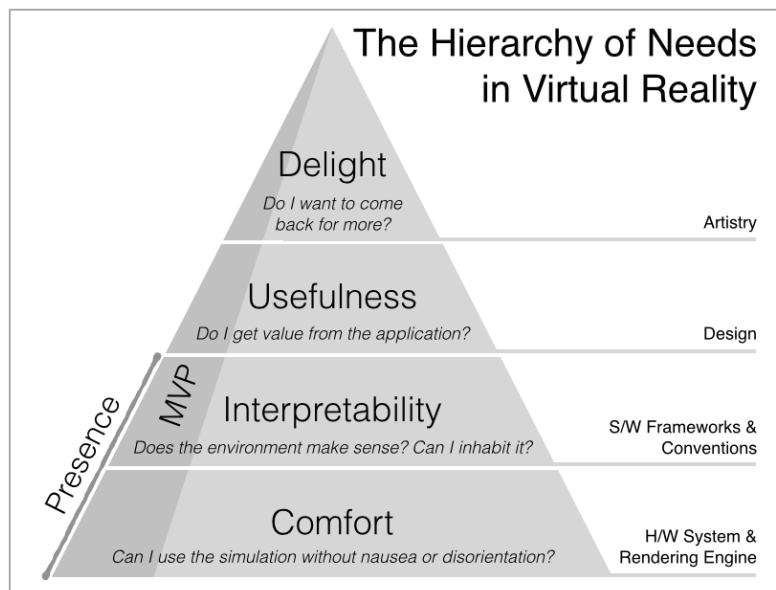 The Hierarchy of Needs
in Virtual Reality
Delight
Do I want to come
back for more?
Artistry
Usefulness
Do I get value from the application?
Design
Presence
MVP
Interpretability
Does the environment make sense? Can I inhabit it?
S/W Frameworks &
Conventions
Comfort
Can I use the simulation without nausea or disorientation?
H/W System &
Rendering Engine